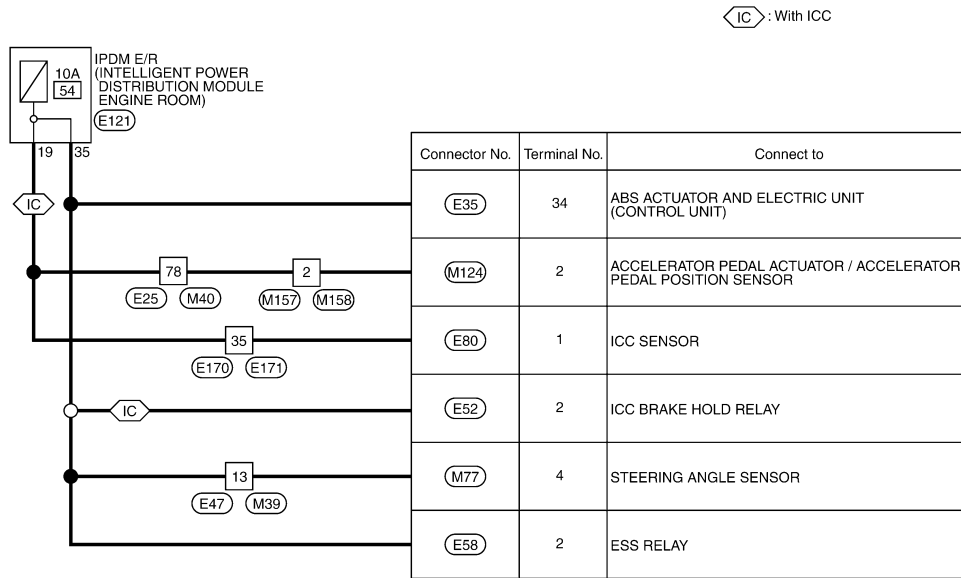 IC : With ICC
IPDM E/R
(INTELLIGENT POWER
DISTRIBUTION MODULE
ENGINE ROOM)
10A
54
E121
19
35
Connector No.
Terminal No.
Connect to
IC
E35
34
ABS ACTUATOR AND ELECTRIC UNIT
(CONTROL UNIT)
78
2
E25
M40
M157
M158
M124
2
ACCELERATOR PEDAL ACTUATOR / ACCELERATOR
PEDAL POSITION SENSOR
35
E170
E171
E80
1
ICC SENSOR
IC
E52
2
ICC BRAKE HOLD RELAY
13
E47
M39
M77
4
STEERING ANGLE SENSOR
E58
2
ESS RELAY